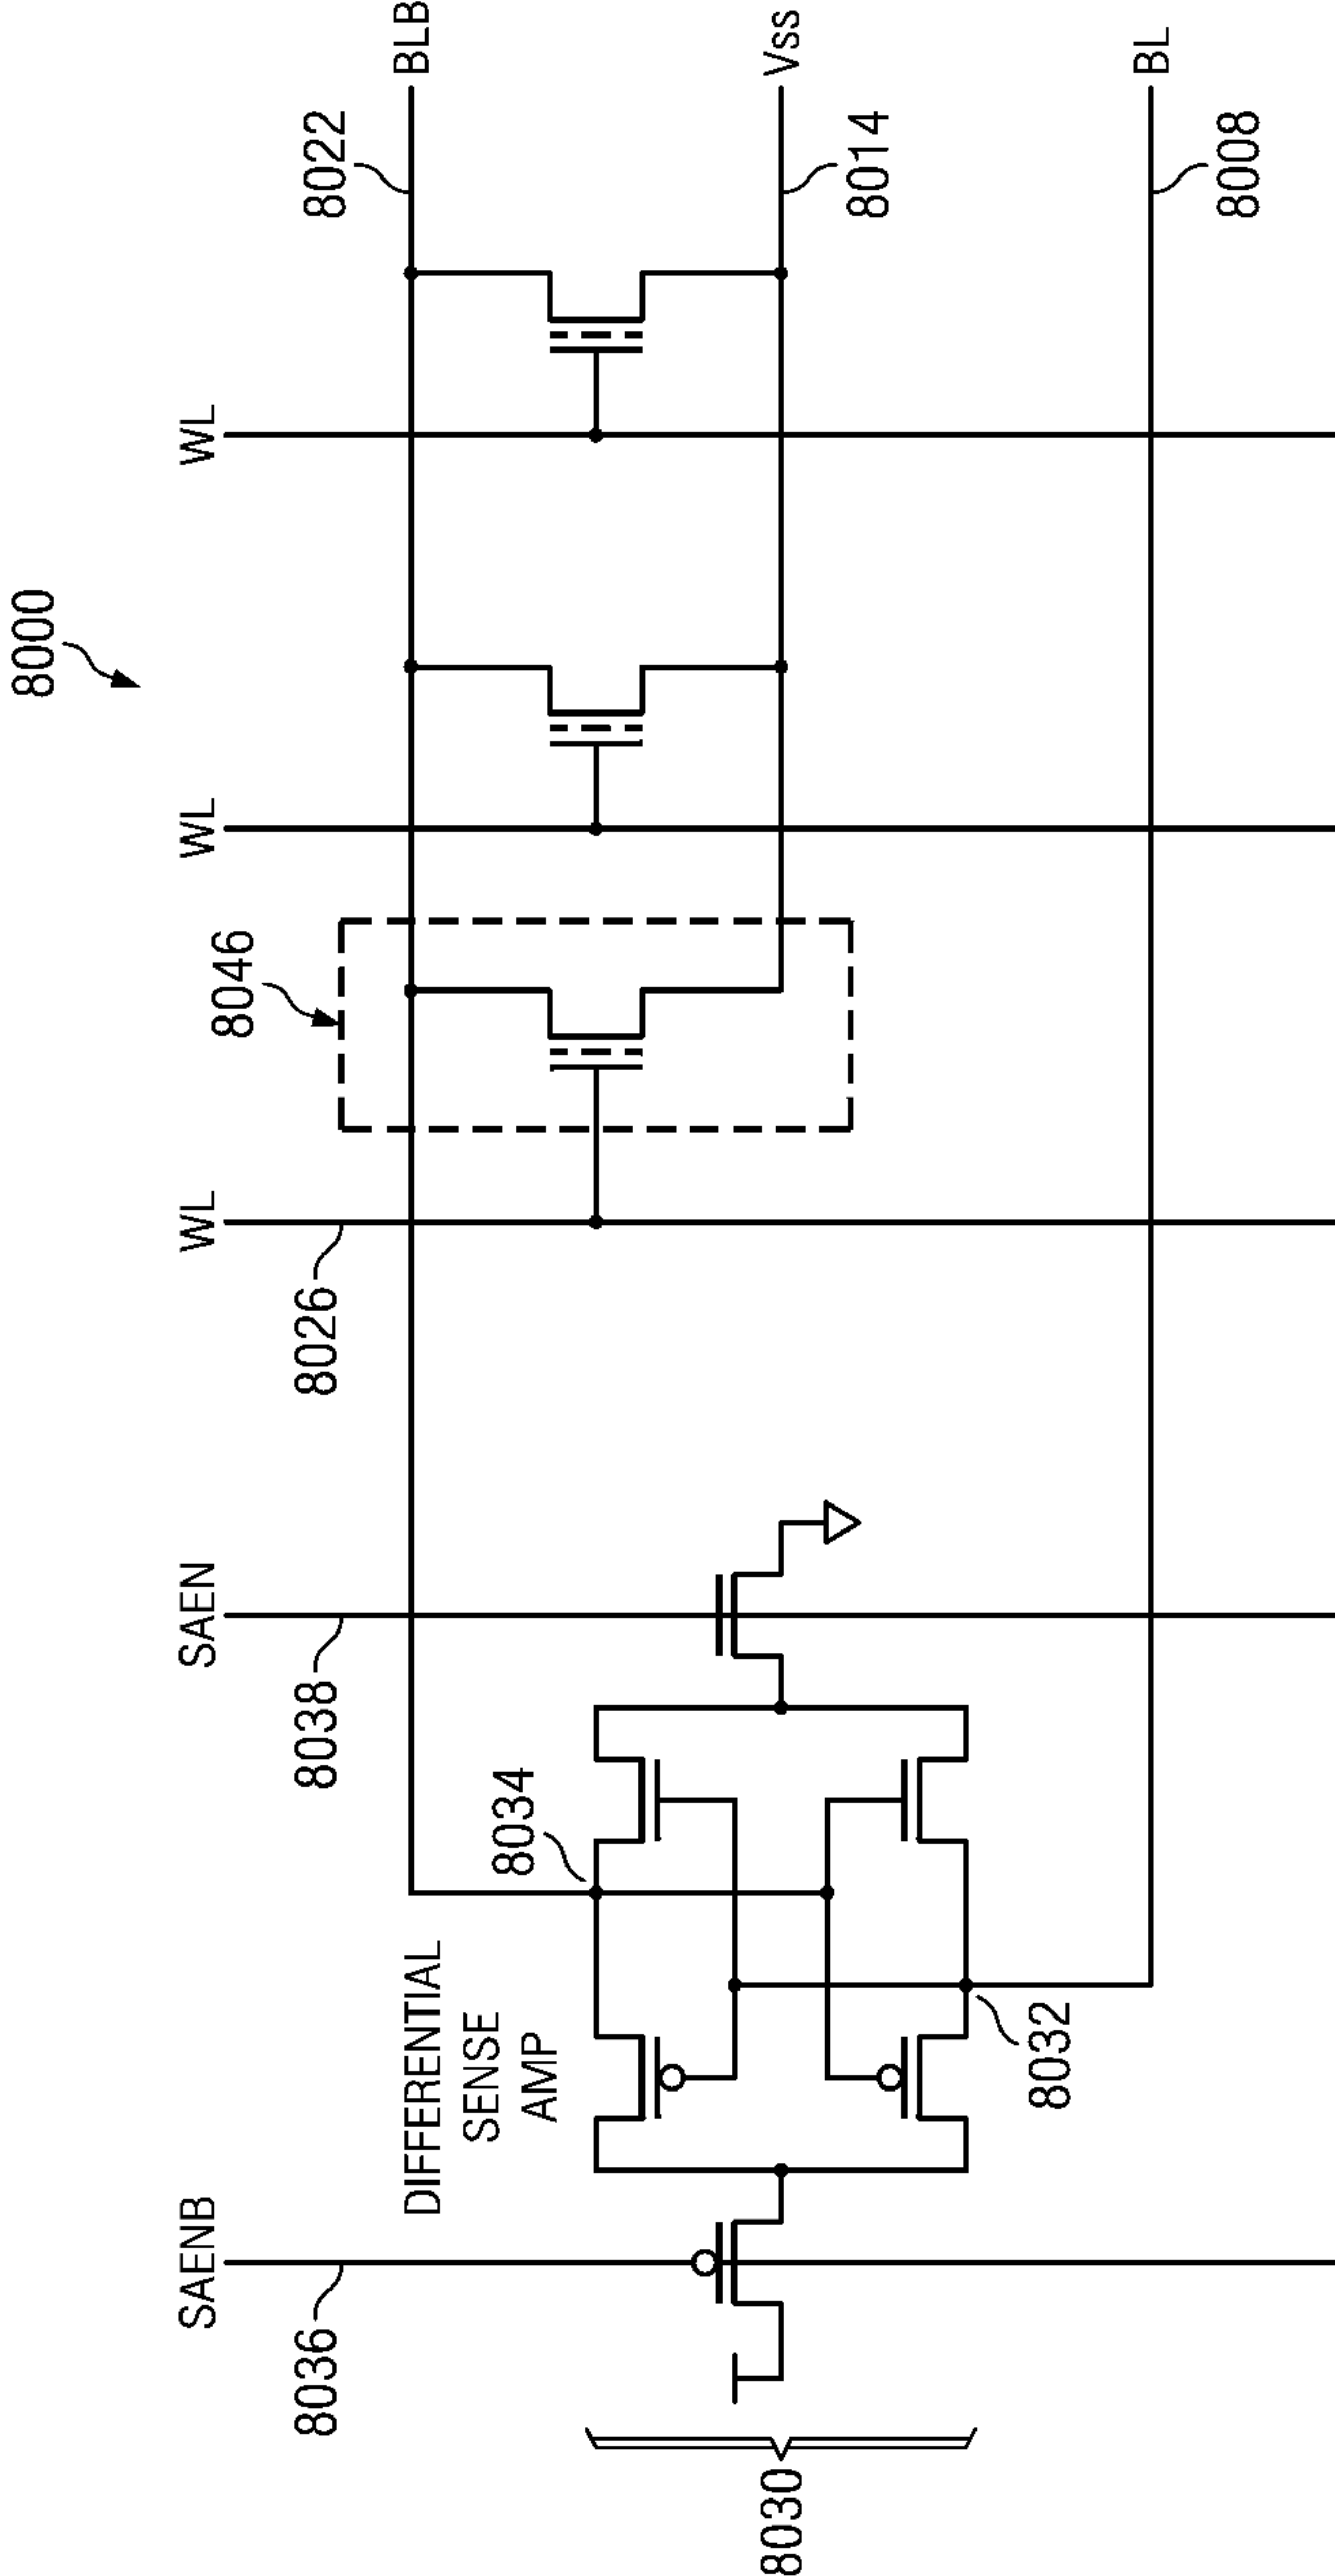 8000
SAENB
SAEN
WL
WL
WL
8046
8036
8038
8026
8022
DIFFERENTIAL
SENSE
AMP
BLB
8034
8030
Vss
8014
8032
BL
8008